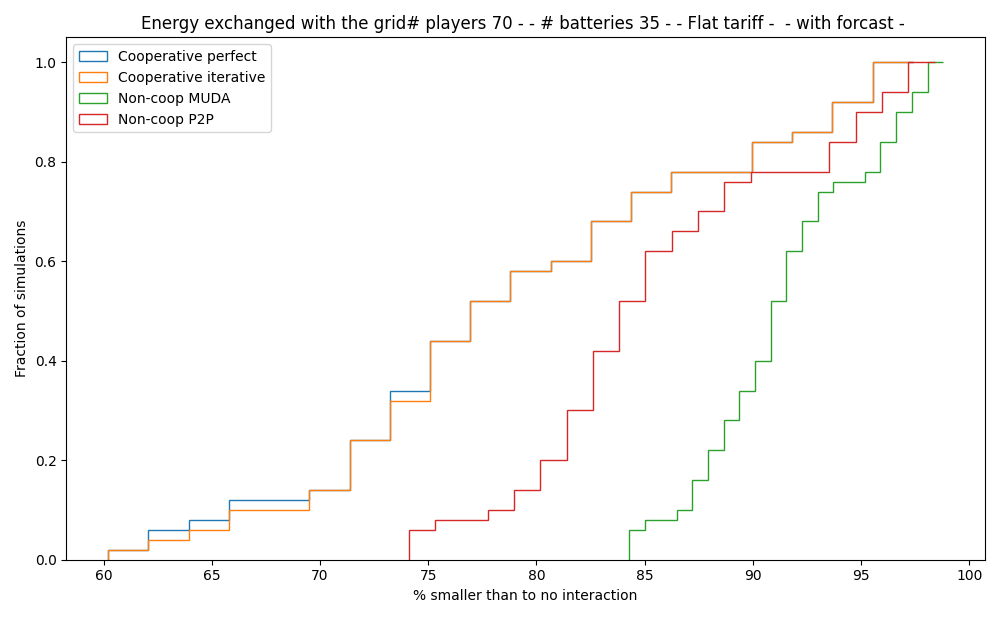 Energy exchanged with the grid# players 70 - - # batteries 35 - - Flat tariff -  - with forcast -
Cooperative perfect
Cooperative iterative
Non-coop MUDA
Non-coop P2P
Fraction of simulations
1.0
0.8
0.6
0.4
0.2
0.0
60 65 70 75 80 85 90 95 100
% smaller than to no interaction